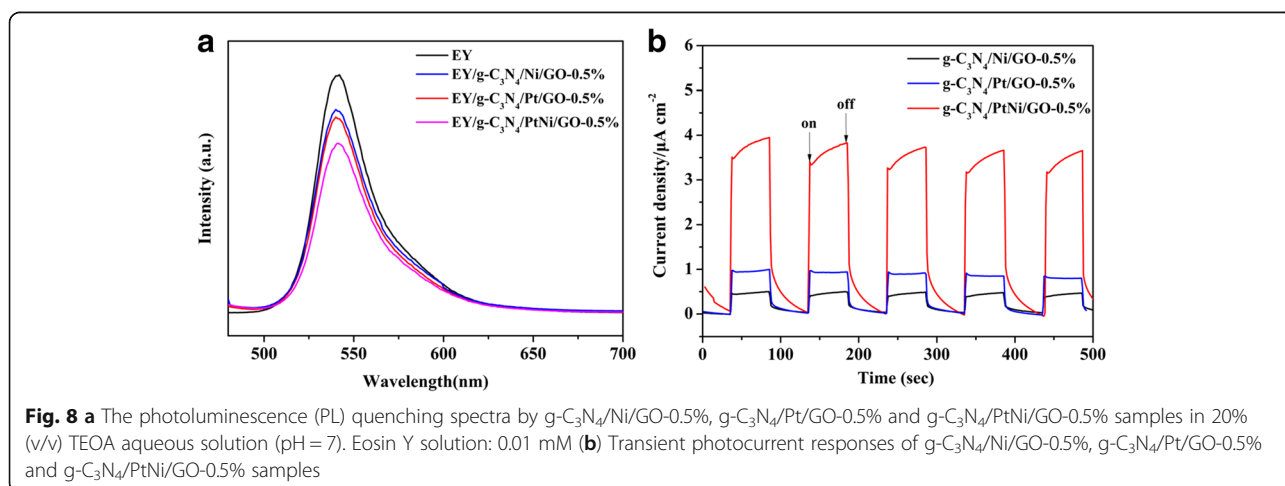 a
EY
EY/g-C₃N₄/Ni/GO-0.5%
EY/g-C₃N₄/Pt/GO-0.5%
EY/g-C₃N₄/PtNi/GO-0.5%
Intensity (a.u.)
500 550 600 650 700
Wavelength(nm)
b
g-C₃N₄/Ni/GO-0.5%
g-C₃N₄/Pt/GO-0.5%
g-C₃N₄/PtNi/GO-0.5%
on
off
Current density/μA cm⁻²
6
5
4
3
2
1
0
0 100 200 300 400 500
Time (sec)
Fig. 8 a The photoluminescence (PL) quenching spectra by g-C₃N₄/Ni/GO-0.5%, g-C₃N₄/Pt/GO-0.5% and g-C₃N₄/PtNi/GO-0.5% samples in 20%
(v/v) TEOA aqueous solution (pH = 7). Eosin Y solution: 0.01 mM (b) Transient photocurrent responses of g-C₃N₄/Ni/GO-0.5%, g-C₃N₄/Pt/GO-0.5%
and g-C₃N₄/PtNi/GO-0.5% samples